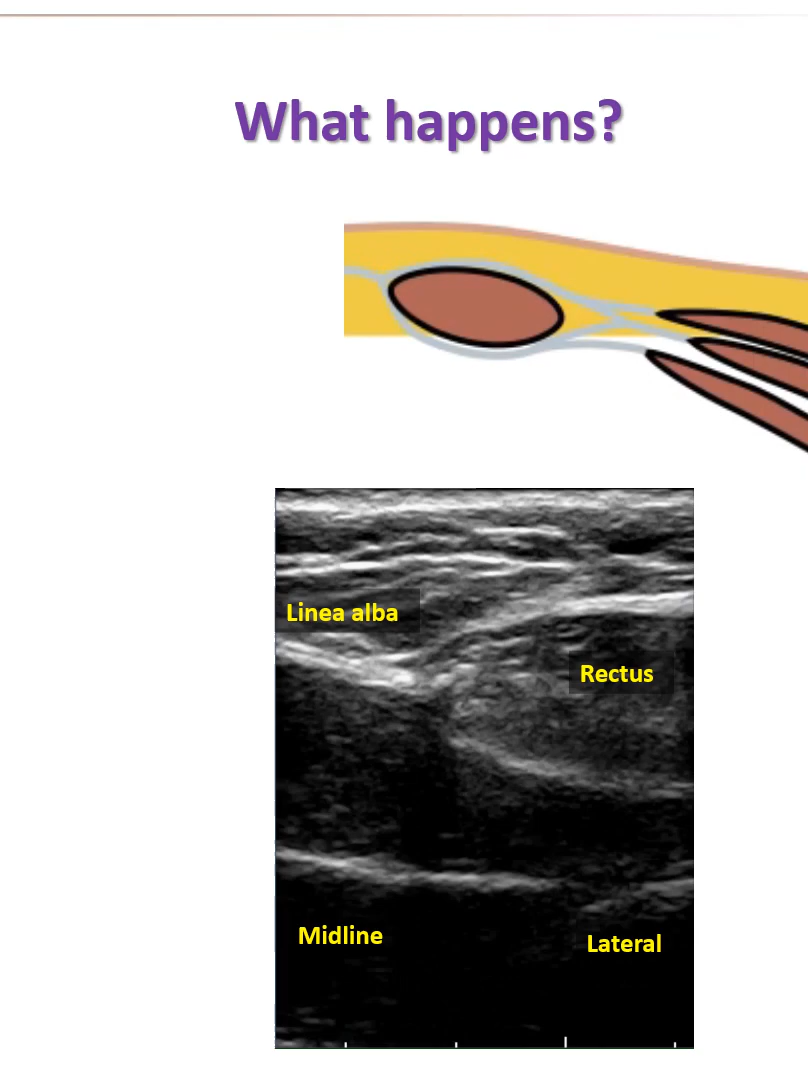 What happens?
Linea alba
Rectus
Midline
Lateral